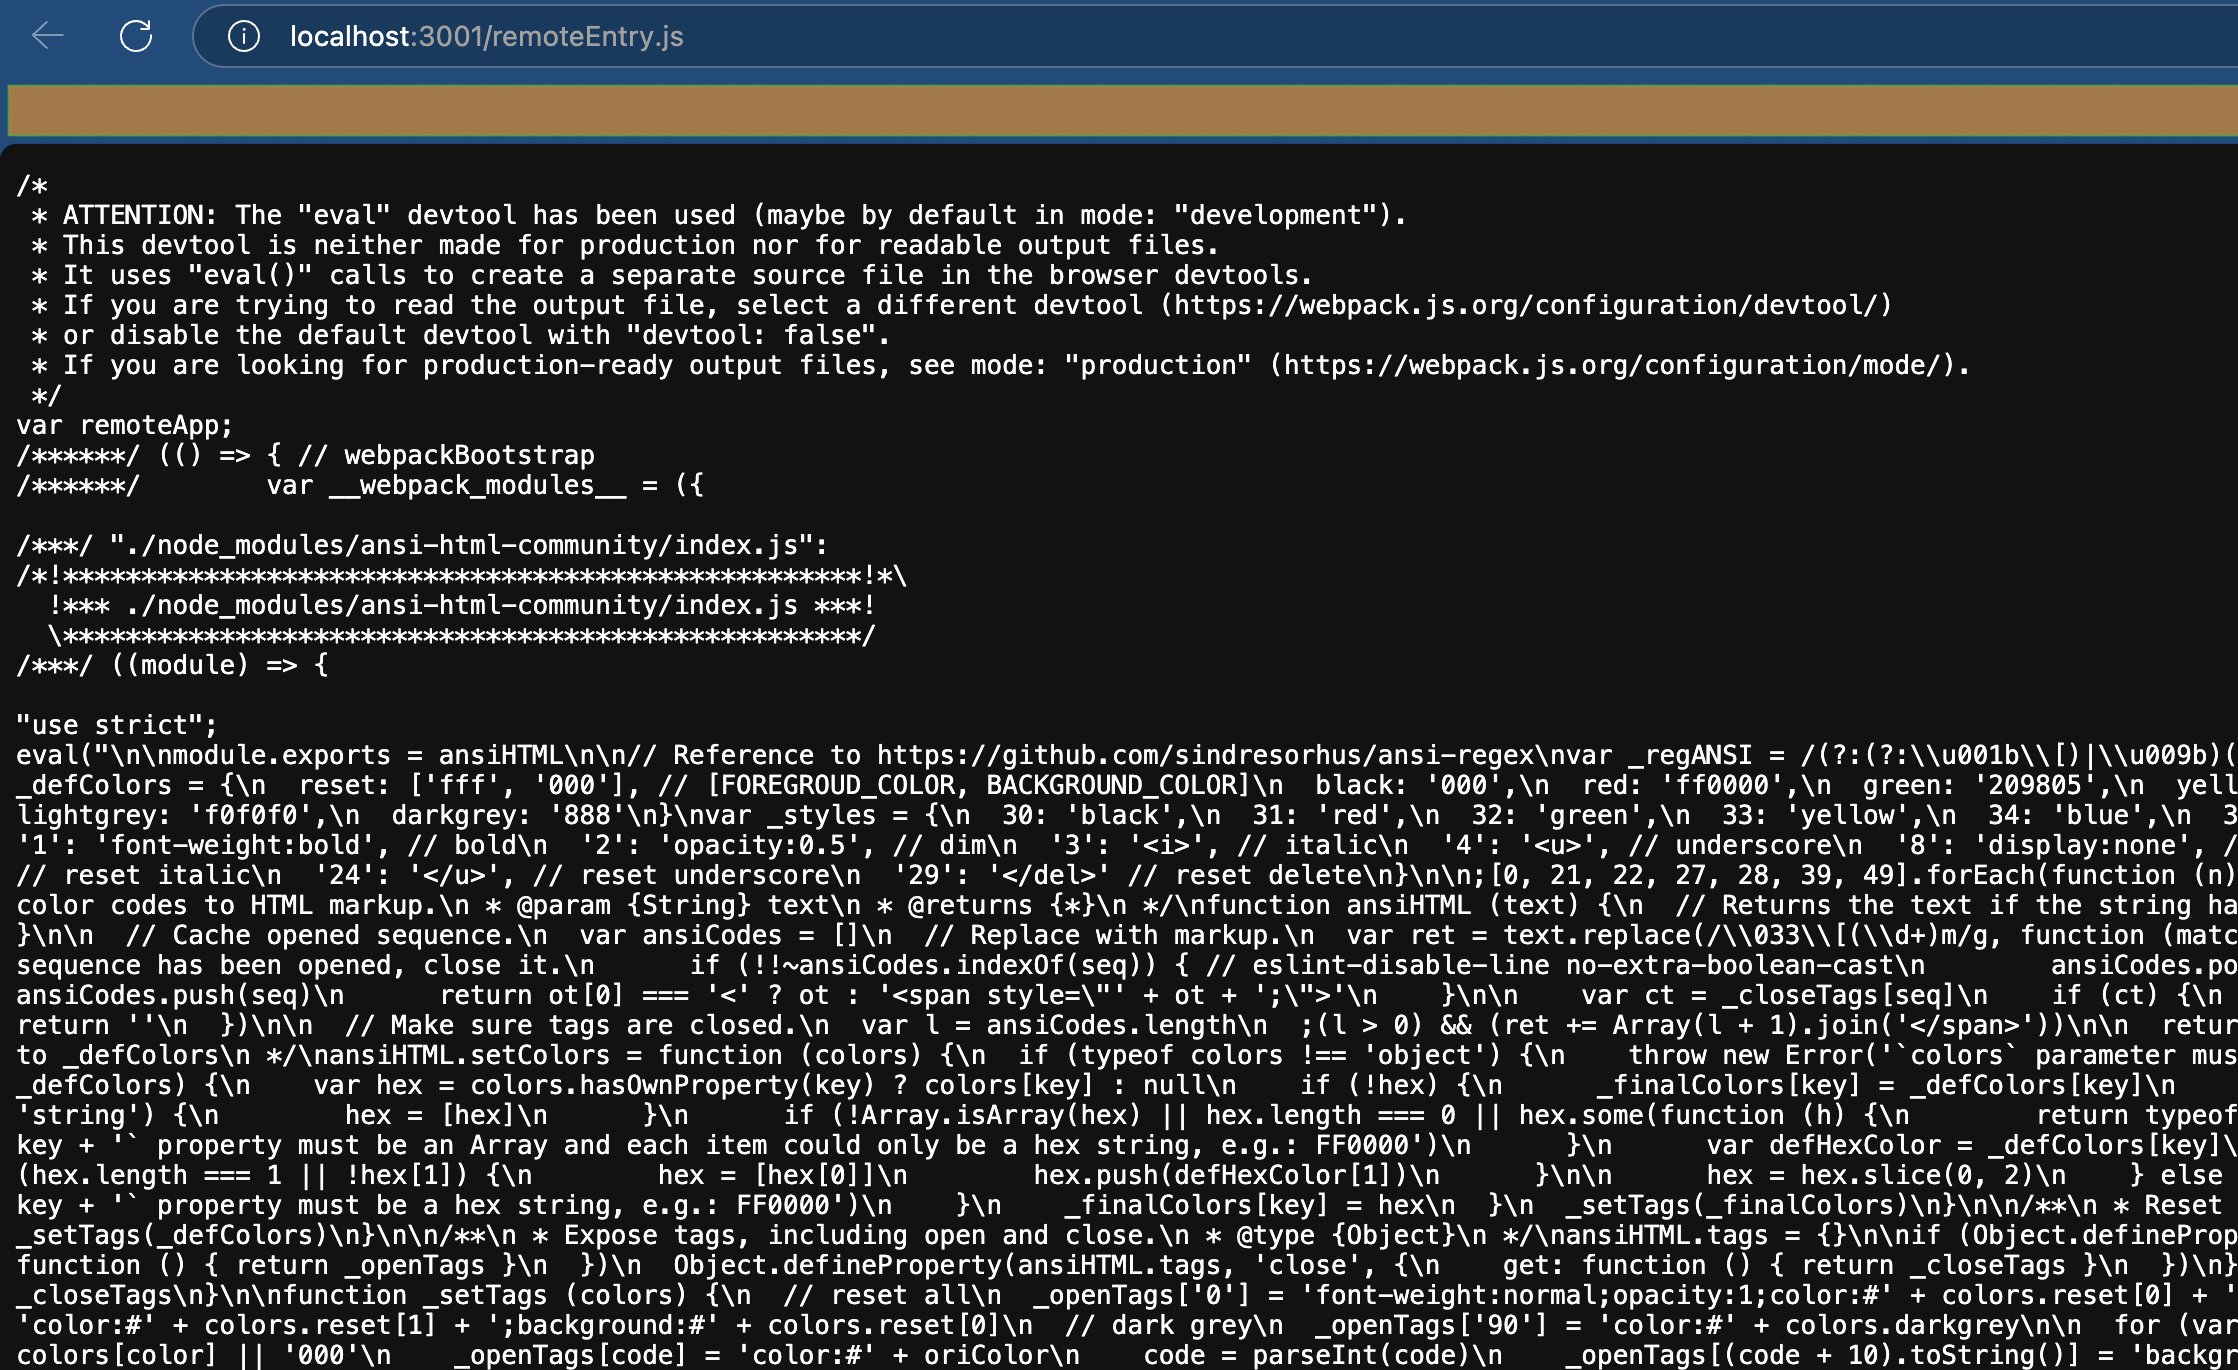 localhost:3001/remoteEntry.js
/*
 * ATTENTION: The "eval" devtool has been used (maybe by default in mode: "development").
 * This devtool is neither made for production nor for readable output files.
 * It uses "eval()" calls to create a separate source file in the browser devtools.
 * If you are trying to read the output file, select a different devtool (https://webpack.js.org/configuration/devtool/)
 * or disable the default devtool with "devtool: false".
 * If you are looking for production-ready output files, see mode: "production" (https://webpack.js.org/configuration/mode/).
 */
var remoteApp;
/******/ (() => { // webpackBootstrap
/******/        var __webpack_modules__ = ({
/***/ "./node_modules/ansi-html-community/index.js":
/*!***************************************************!*\
  !*** ./node_modules/ansi-html-community/index.js ***!
  \***************************************************/
/***/ ((module) => {
"use strict";
eval("\n\nmodule.exports = ansiHTML\n\n// Reference to https://github.com/sindresorhus/ansi-regex\nvar _regANSI = /(?:(?:\\u001b\\[)|\\u009b)(
_defColors = {\n  reset: ['fff', '000'], // [FOREGROUD_COLOR, BACKGROUND_COLOR]\n  black: '000',\n  red: 'ff0000',\n  green: '209805',\n  yell
lightgrey: 'f0f0f0',\n  darkgrey: '888'\n}\nvar _styles = {\n  30: 'black',\n  31: 'red',\n  32: 'green',\n  33: 'yellow',\n  34: 'blue',\n  3
'1': 'font-weight:bold', // bold\n  '2': 'opacity:0.5', // dim\n  '3': '<i>', // italic\n  '4': '<u>', // underscore\n  '8': 'display:none', /
// reset italic\n  '24': '</u>', // reset underscore\n  '29': '</del>' // reset delete\n}\n\n;[0, 21, 22, 27, 28, 39, 49].forEach(function (n)
color codes to HTML markup.\n * @param {String} text\n * @returns {*}\n */\nfunction ansiHTML (text) {\n  // Returns the text if the string ha
}\n\n  // Cache opened sequence.\n  var ansiCodes = []\n  // Replace with markup.\n  var ret = text.replace(/\\033\\[(\\d+)m/g, function (matc
sequence has been opened, close it.\n      if (!!~ansiCodes.indexOf(seq)) { // eslint-disable-line no-extra-boolean-cast\n        ansiCodes.po
ansiCodes.push(seq)\n      return ot[0] === '<' ? ot : '<span style=\"' + ot + ';\">'\n    }\n\n    var ct = _closeTags[seq]\n    if (ct) {\n
return ''\n  })\n\n  // Make sure tags are closed.\n  var l = ansiCodes.length\n  ;(l > 0) && (ret += Array(l + 1).join('</span>'))\n\n  retur
to _defColors\n */\nansiHTML.setColors = function (colors) {\n  if (typeof colors !== 'object') {\n    throw new Error('`colors` parameter mus
_defColors) {\n    var hex = colors.hasOwnProperty(key) ? colors[key] : null\n    if (!hex) {\n      _finalColors[key] = _defColors[key]\n
'string') {\n        hex = [hex]\n      }\n      if (!Array.isArray(hex) || hex.length === 0 || hex.some(function (h) {\n        return typeof
key + '` property must be an Array and each item could only be a hex string, e.g.: FF0000')\n      }\n      var defHexColor = _defColors[key]\
(hex.length === 1 || !hex[1]) {\n        hex = [hex[0]]\n        hex.push(defHexColor[1])\n      }\n\n      hex = hex.slice(0, 2)\n    } else
key + '` property must be a hex string, e.g.: FF0000')\n    }\n    _finalColors[key] = hex\n  }\n  _setTags(_finalColors)\n}\n\n/**\n * Reset
_setTags(_defColors)\n}\n\n/**\n * Expose tags, including open and close.\n * @type {Object}\n */\nansiHTML.tags = {}\n\nif (Object.defineProp
function () { return _openTags }\n  })\n  Object.defineProperty(ansiHTML.tags, 'close', {\n    get: function () { return _closeTags }\n  })\n}
_closeTags\n}\n\nfunction _setTags (colors) {\n  // reset all\n  _openTags['0'] = 'font-weight:normal;opacity:1;color:#' + colors.reset[0] + '
'color:#' + colors.reset[1] + ';background:#' + colors.reset[0]\n  // dark grey\n  _openTags['90'] = 'color:#' + colors.darkgrey\n\n  for (var
colors[color] || '000'\n    _openTags[code] = 'color:#' + oriColor\n    code = parseInt(code)\n    _openTags[(code + 10).toString()] = 'backgr